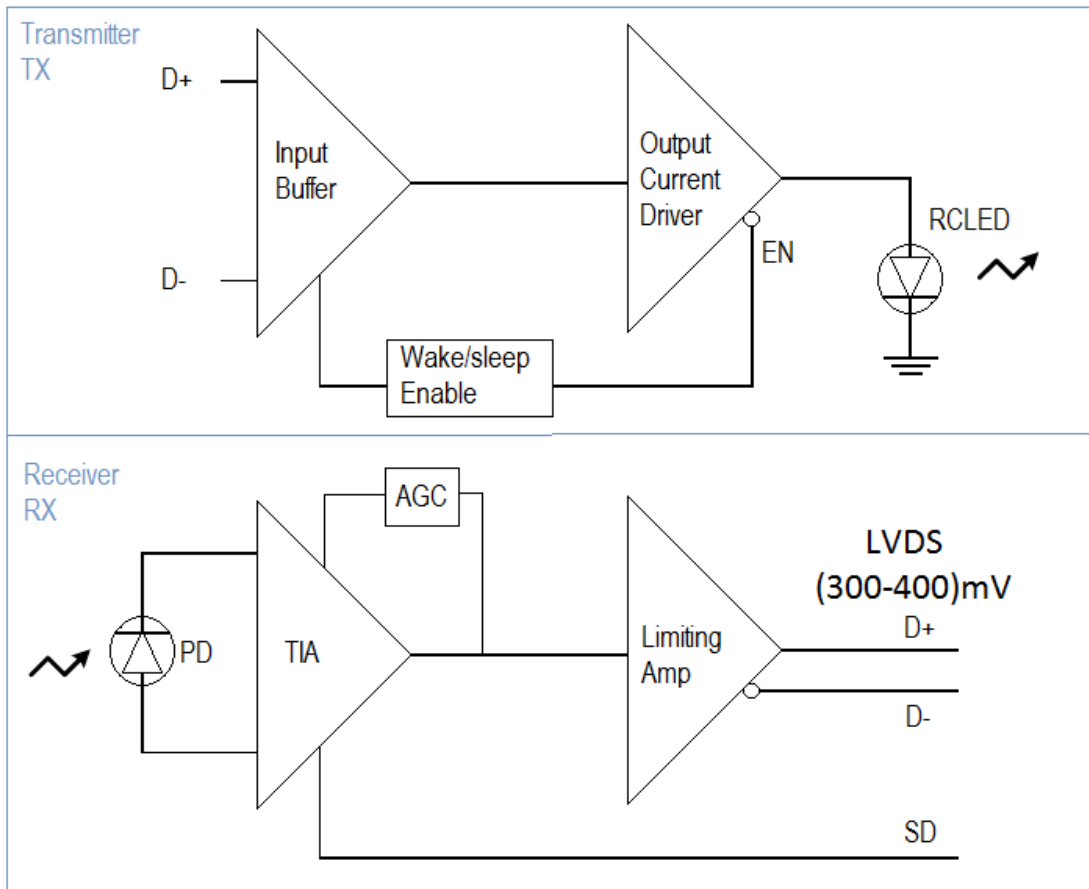 Transmitter
TX
D+
D-
Input
Buffer
Output
Current
Driver
EN
RCLED
Wake/sleep
Enable
Receiver
RX
AGC
PD
TIA
Limiting
Amp
LVDS
(300-400)mV
D+
D-
SD